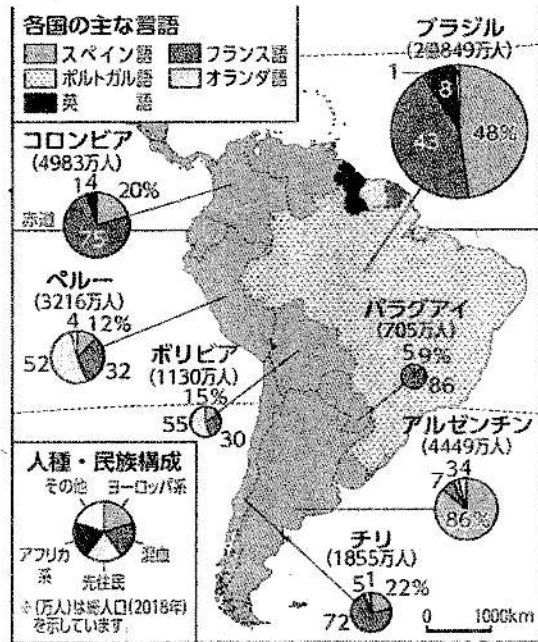 各国の主な言語
スペイン語
フランス語
ポルトガル語
オランダ語
英 語
ブラジル
(2億849万人)
1
8
43
48%
コロンビア
(4983万人)
1 4
20%
75
赤道
ペルー
(3216万人)
4
12%
52
32
ボリビア
(1130万人)
15%
55
30
パラグアイ
(705万人)
5 9%
86
アルゼンチン
(4449万人)
7 3 4
86%
チリ
(1855万人)
5 1
22%
72
人種・民族構成
その他
ヨーロッパ系
アフリカ系
混血
先住民
※(万人)は総人口(2018年)
を示しています。
0 1000km